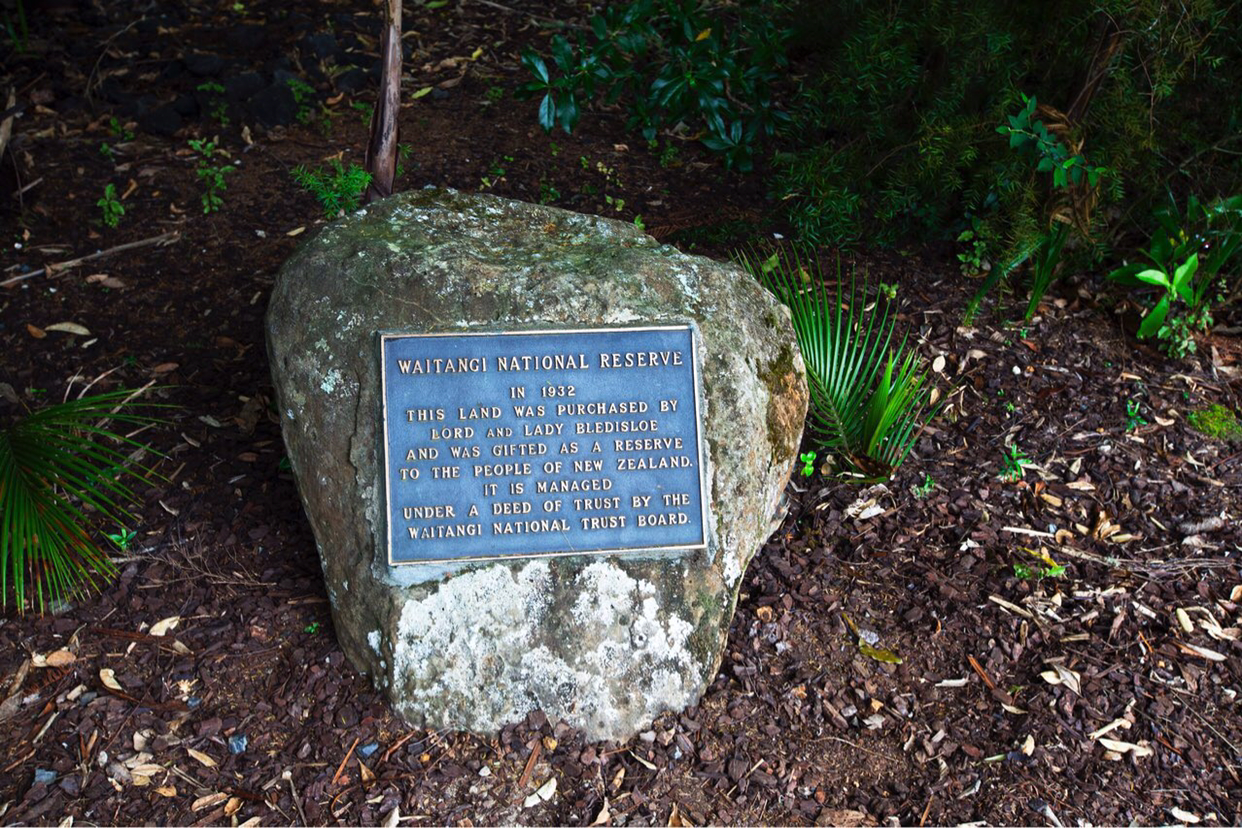 WAITANGI NATIONAL RESERVE
IN 1932
THIS LAND WAS PURCHASED BY
LORD AND LADY BLEDISLOE
AND WAS GIFTED AS A RESERVE
TO THE PEOPLE OF NEW ZEALAND.
IT IS MANAGED
UNDER A DEED OF TRUST BY THE
WAITANGI NATIONAL TRUST BOARD.